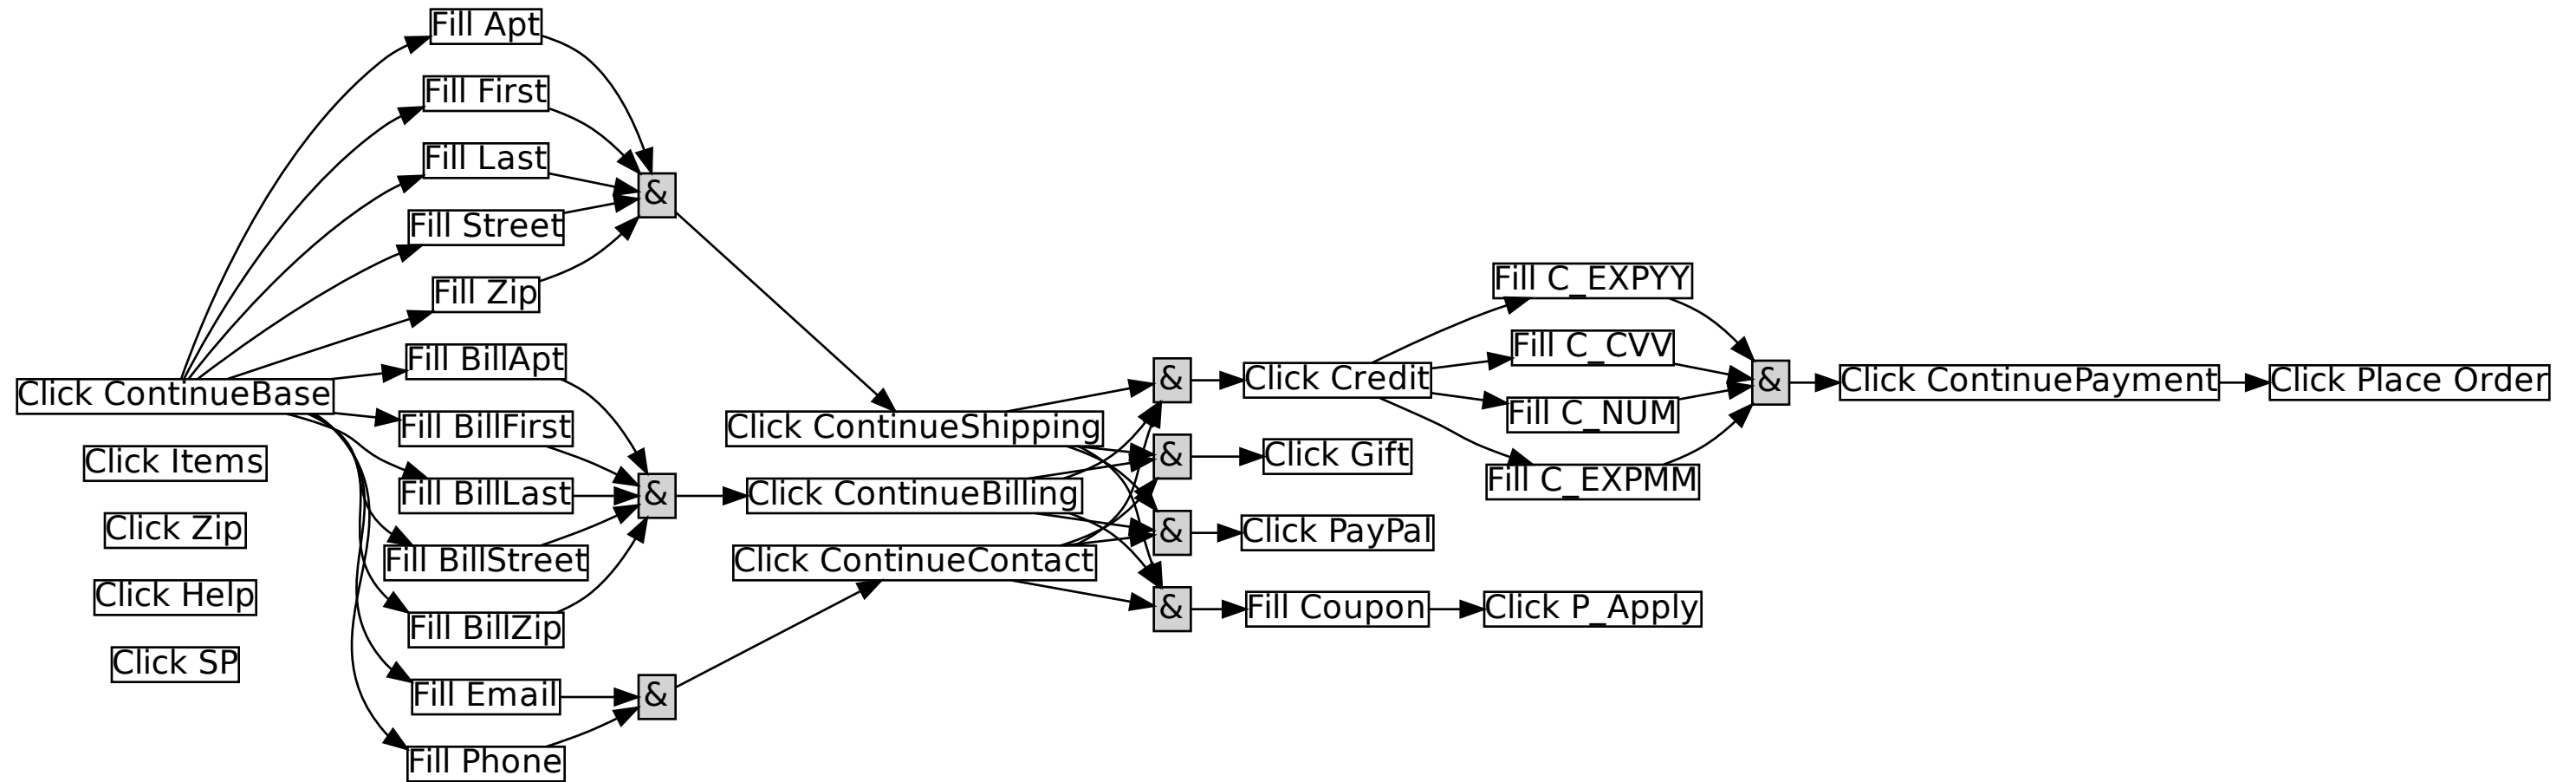 Fill Apt
Fill First
Fill Last
Fill Street
Fill Zip
Fill BillApt
Click ContinueBase
Fill BillFirst
Click Items
Fill BillLast
Click Zip
Fill BillStreet
Click Help
Fill BillZip
Click SP
Fill Email
Fill Phone
&
&
&
Click ContinueShipping
Click ContinueBilling
Click ContinueContact
&
&
&
&
Click Credit
Click Gift
Click PayPal
Fill Coupon
Fill C_EXPYY
Fill C_CVV
Fill C_NUM
Fill C_EXPMM
Click P_Apply
&
Click ContinuePayment
Click Place Order